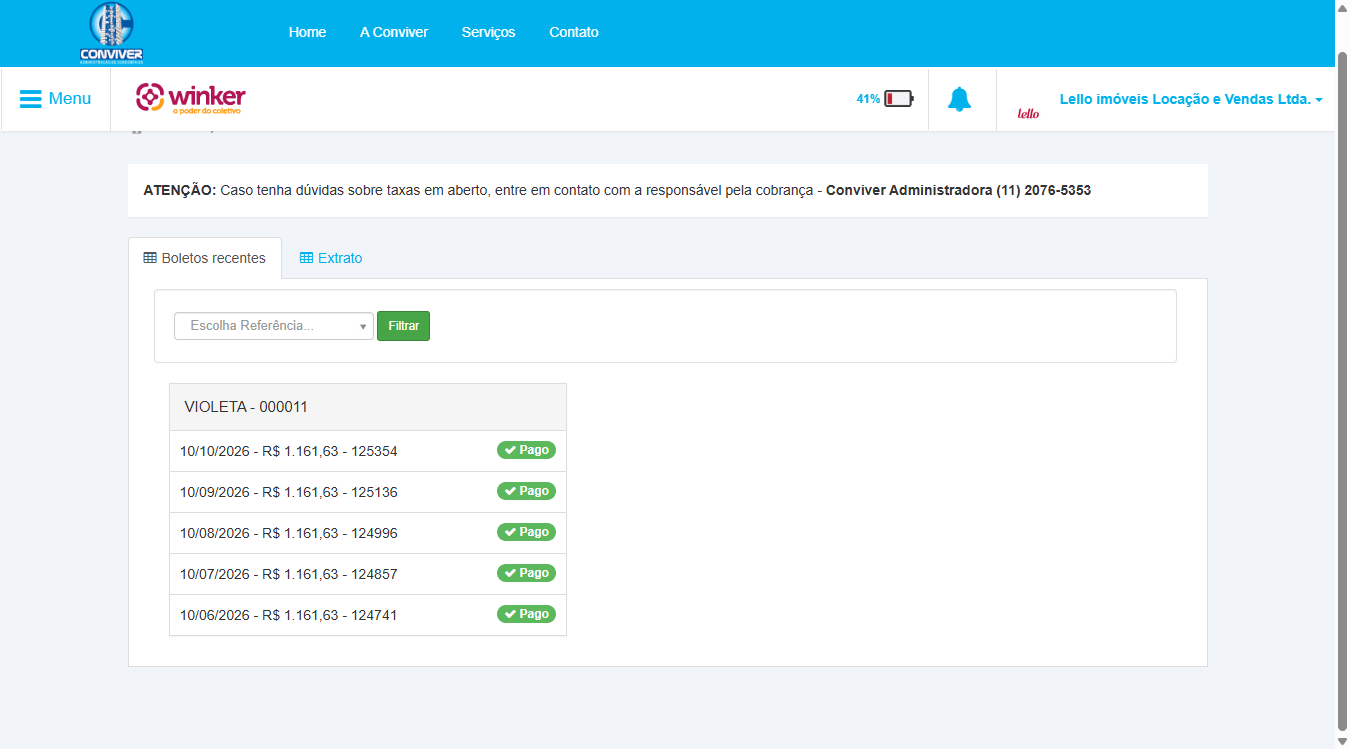 CONVIVER
Home
A Conviver
Serviços
Contato
Menu
winker
o poder do coletivo
41%
lello
Lello imóveis Locação e Vendas Ltda.
ATENÇÃO: Caso tenha dúvidas sobre taxas em aberto, entre em contato com a responsável pela cobrança - Conviver Administradora (11) 2076-5353
Boletos recentes
Extrato
Escolha Referência...
Filtrar
VIOLETA - 000011
10/10/2026 - R$ 1.161,63 - 125354
Pago
10/09/2026 - R$ 1.161,63 - 125136
Pago
10/08/2026 - R$ 1.161,63 - 124996
Pago
10/07/2026 - R$ 1.161,63 - 124857
Pago
10/06/2026 - R$ 1.161,63 - 124741
Pago